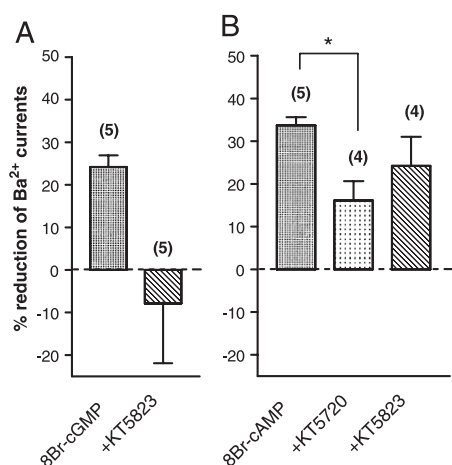 A
B
% reduction of Ba2+ currents
50
40
30
20
10
0
-10
-20
(5)
(5)
8Br-cGMP
+KT5823
50
40
30
20
10
0
-10
-20
*
(5)
(4)
(4)
8Br-cAMP
+KT5720
+KT5823